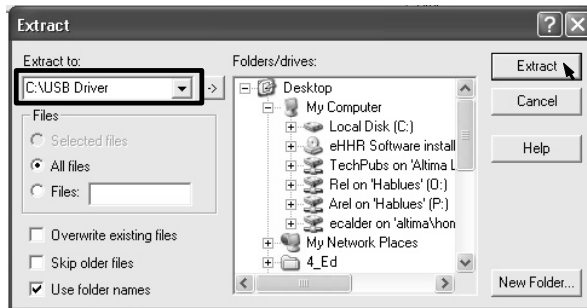 Extract
Extract to:
C:\USB Driver
Files
Selected files
All files
Files:
Overwrite existing files
Skip older files
Use folder names
Folders/drives:
Desktop
My Computer
Local Disk (C:)
eHHR Software install
TechPubs on 'Altima L
Rel on 'Hablues' (O:)
Arel on 'Hablues' (P:)
ecalder on 'altima\hon
My Network Places
4_Ed
Extract
Cancel
Help
New Folder...